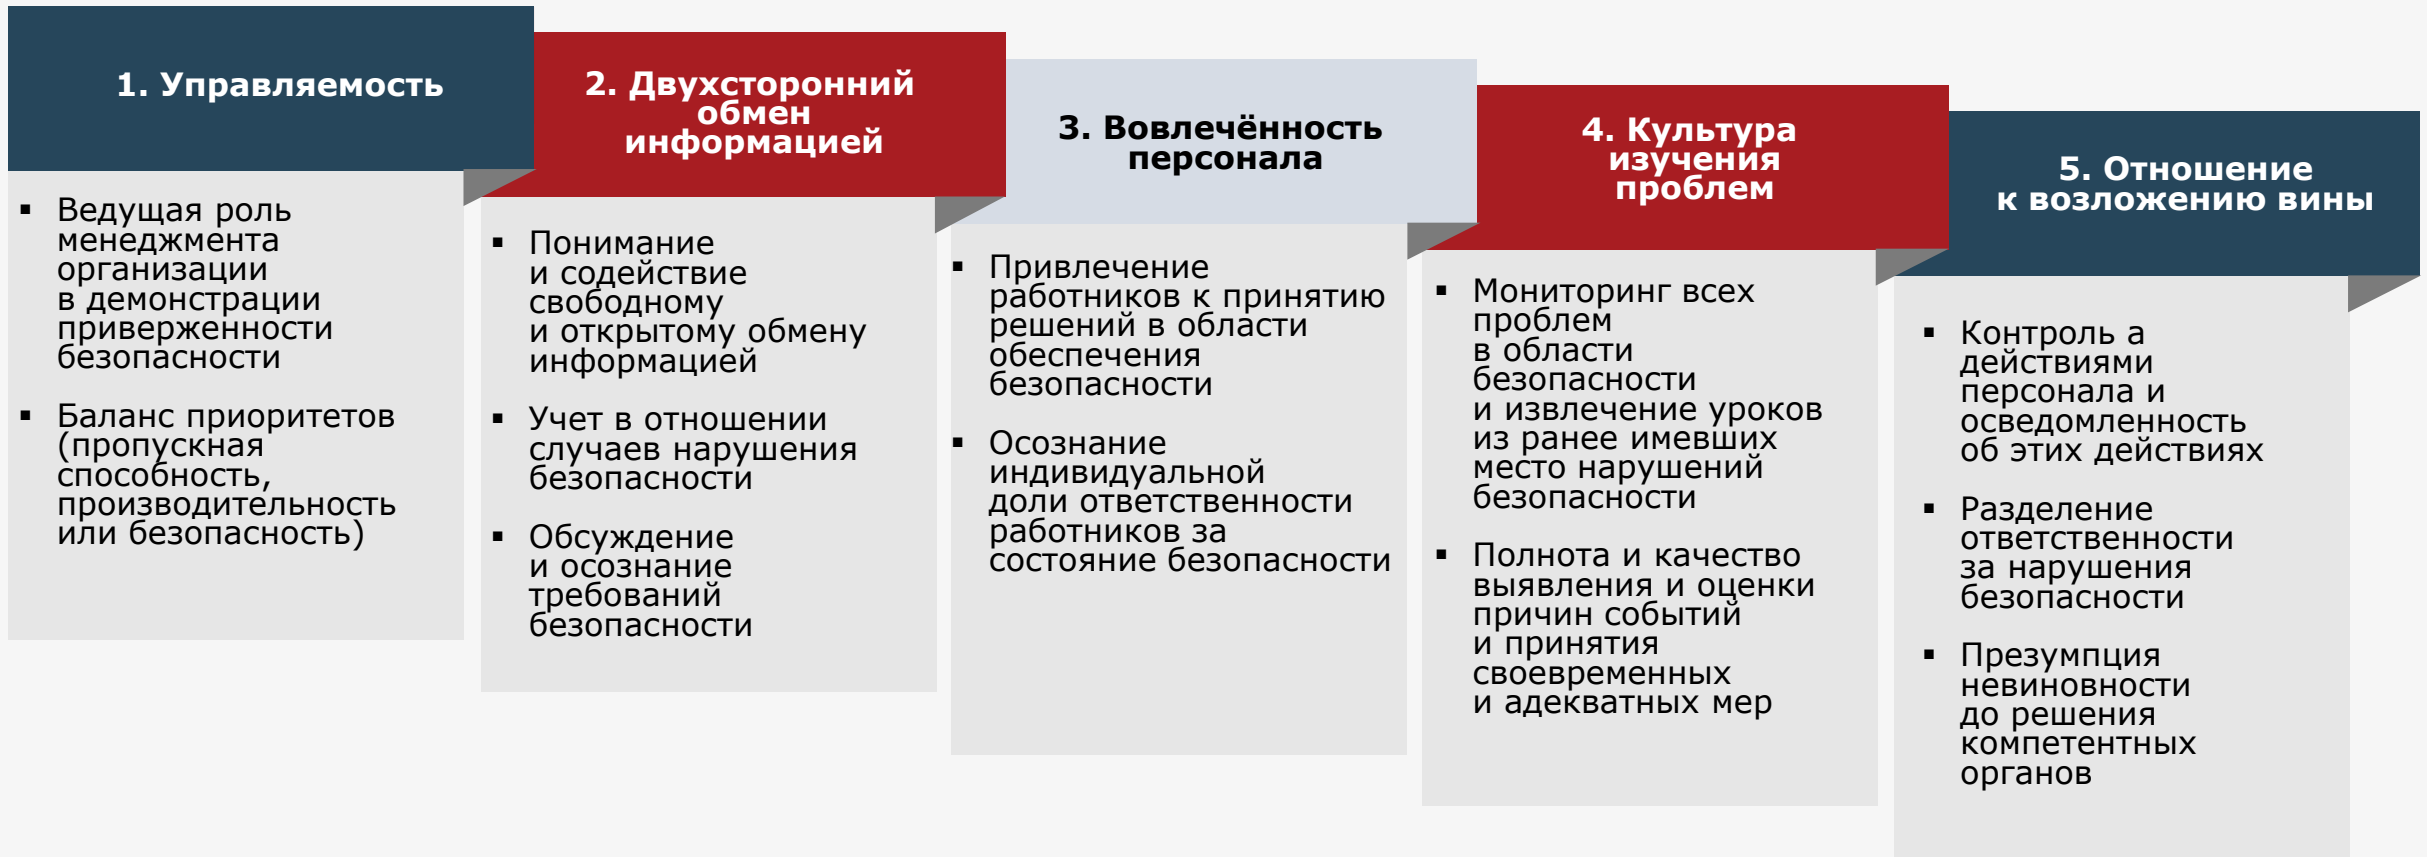 1. Управляемость
▪ Ведущая роль
менеджмента
организации
в демонстрации
приверженности
безопасности
▪ Баланс приоритетов
(пропускная
способность,
производительность
или безопасность)
2. Двухсторонний
обмен
информацией
▪ Понимание
и содействие
свободному
и открытому обмену
информацией
▪ Учет в отношении
случаев нарушения
безопасности
▪ Обсуждение
и осознание
требований
безопасности
3. Вовлечённость
персонала
▪ Привлечение
работников к принятию
решений в области
обеспечения
безопасности
▪ Осознание
индивидуальной
доли ответственности
работников за
состояние безопасности
4. Культура
изучения
проблем
▪ Мониторинг всех
проблем
в области
безопасности
и извлечение уроков
из ранее имевших
место нарушений
безопасности
▪ Полнота и качество
выявления и оценки
причин событий
и принятия
своевременных
и адекватных мер
5. Отношение
к возложению вины
▪ Контроль а
действиями
персонала и
осведомленность
об этих действиях
▪ Разделение
ответственности
за нарушения
безопасности
▪ Презумпция
невиновности
до решения
компетентных
органов